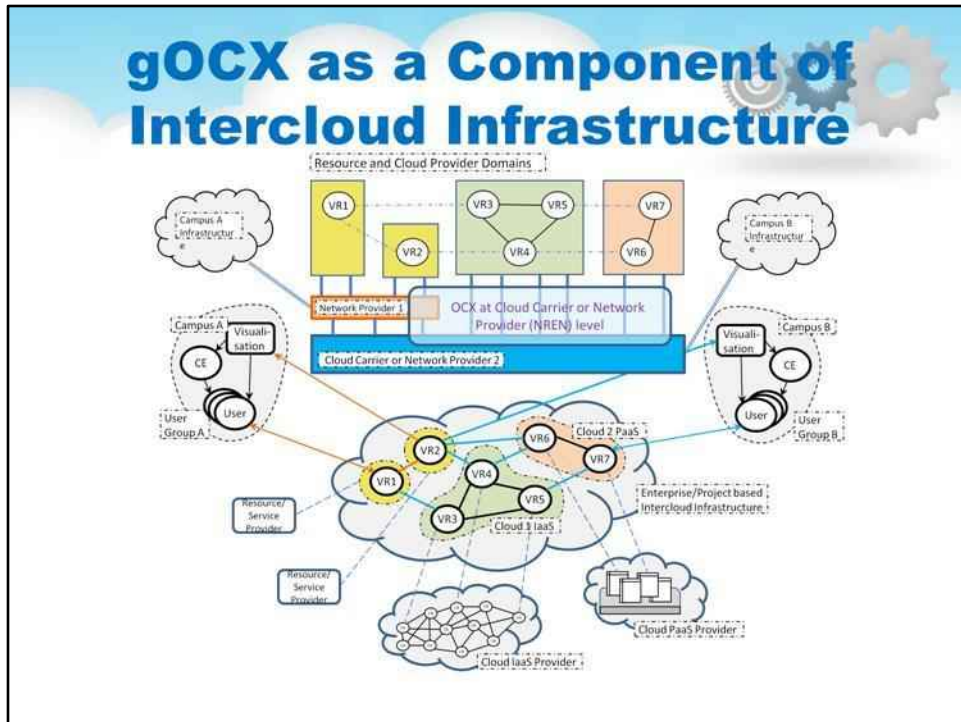 gOCX as a Component of
Intercloud Infrastructure
Resource and Cloud Provider Domains
VR1
VR3
VR5
VR7
Campus A
Infrastructur
e
Campus B
Infrastructur
e
VR2
VR4
VR6
Network Provider 1
OCX at Cloud Carrier or Network
Provider (NREN) level
Campus A
Visuali-
sation
CE
User
User
Group A
Cloud Carrier or Network Provider 2
Visuali-
sation
Campus B
CE
User
User
Group B
VR6
Cloud 2 PaaS
VR2
VR7
VR4
VR1
VR5
VR3
Cloud 1 IaaS
Enterprise/Project based
Intercloud Infrastructure
Resource/
Service
Provider
Resource/
Service
Provider
Cloud PaaS Provider
Cloud IaaS Provider